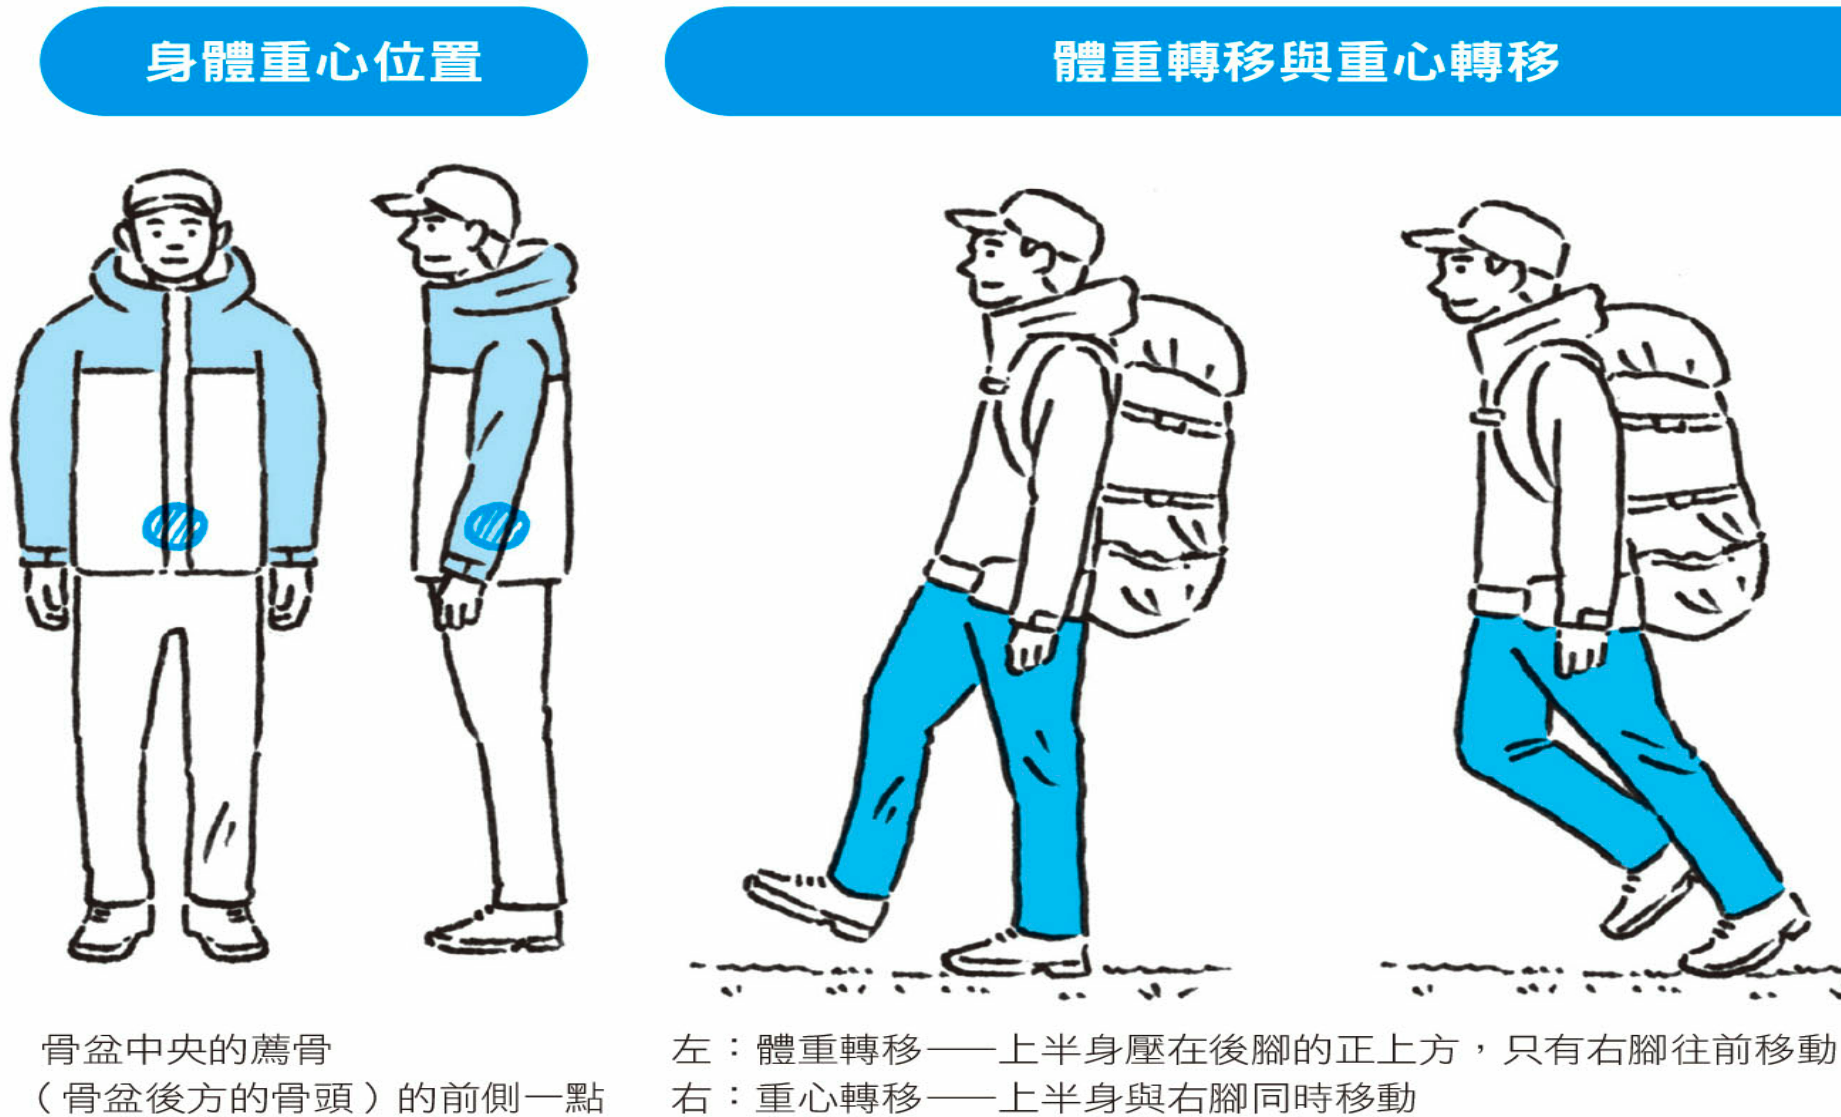 身體重心位置
體重轉移與重心轉移
骨盆中央的薦骨
（骨盆後方的骨頭）的前側一點
左：體重轉移——上半身壓在後腳的正上方，只有右腳往前移動
右：重心轉移——上半身與右腳同時移動